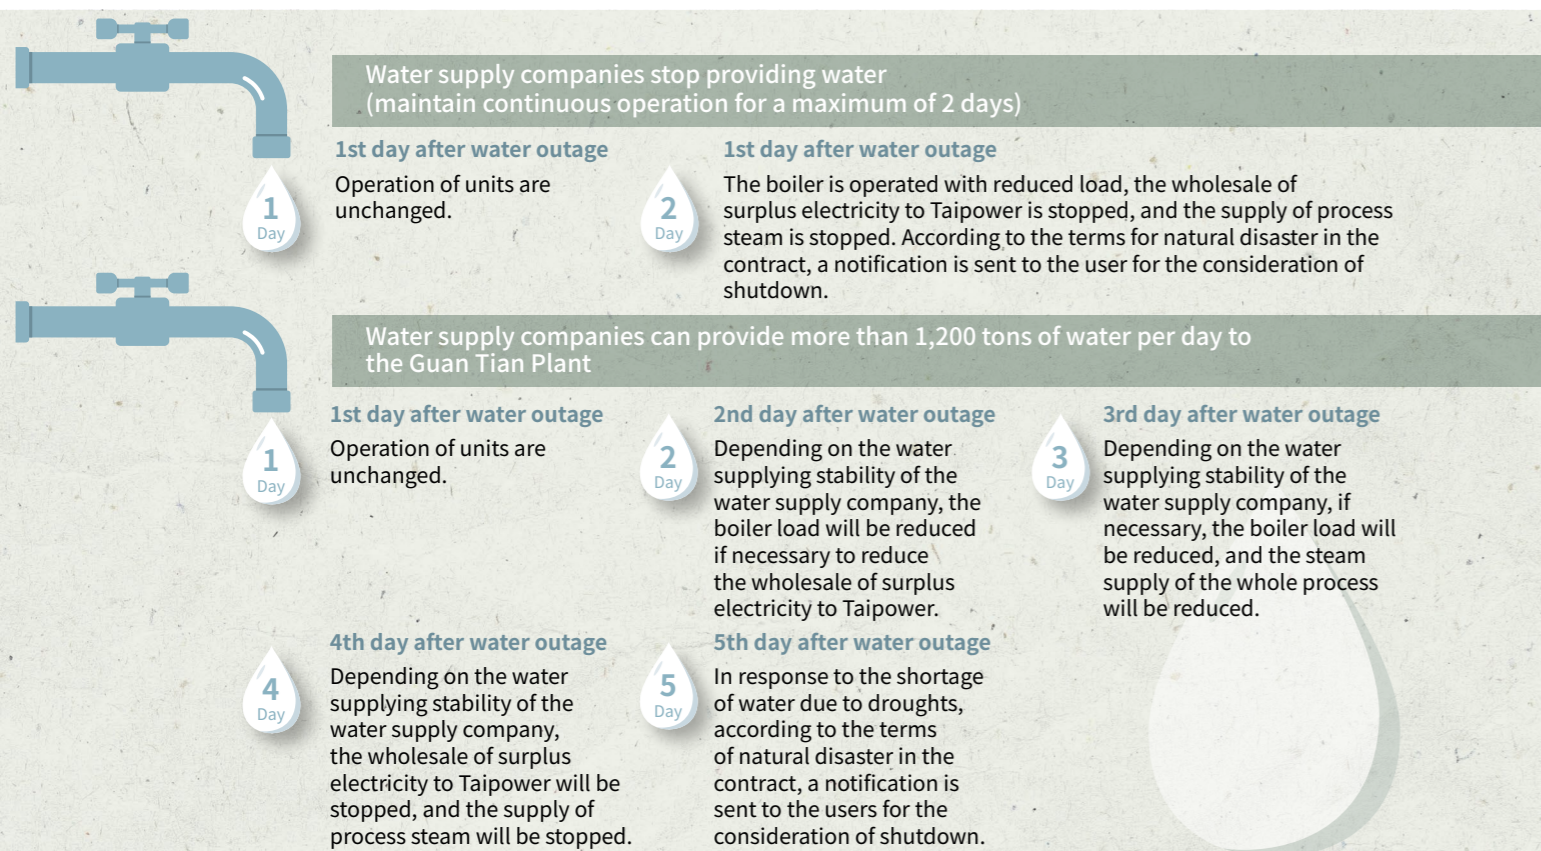 Water supply companies stop providing water
(maintain continuous operation for a maximum of 2 days)
1
Day
1st day after water outage
Operation of units are
unchanged.
2
Day
1st day after water outage
The boiler is operated with reduced load, the wholesale of
surplus electricity to Taipower is stopped, and the supply of process
steam is stopped. According to the terms for natural disaster in the
contract, a notification is sent to the user for the consideration of
shutdown.
Water supply companies can provide more than 1,200 tons of water per day to
the Guan Tian Plant
1
Day
1st day after water outage
Operation of units are
unchanged.
2
Day
2nd day after water outage
Depending on the water
supplying stability of the
water supply company, the
boiler load will be reduced
if necessary to reduce
the wholesale of surplus
electricity to Taipower.
3
Day
3rd day after water outage
Depending on the water
supplying stability of the
water supply company, if
necessary, the boiler load will
be reduced, and the steam
supply of the whole process
will be reduced.
4
Day
4th day after water outage
Depending on the water
supplying stability of the
water supply company,
the wholesale of surplus
electricity to Taipower will be
stopped, and the supply of
process steam will be stopped.
5
Day
5th day after water outage
In response to the shortage
of water due to droughts,
according to the terms
of natural disaster in the
contract, a notification is
sent to the users for the
consideration of shutdown.